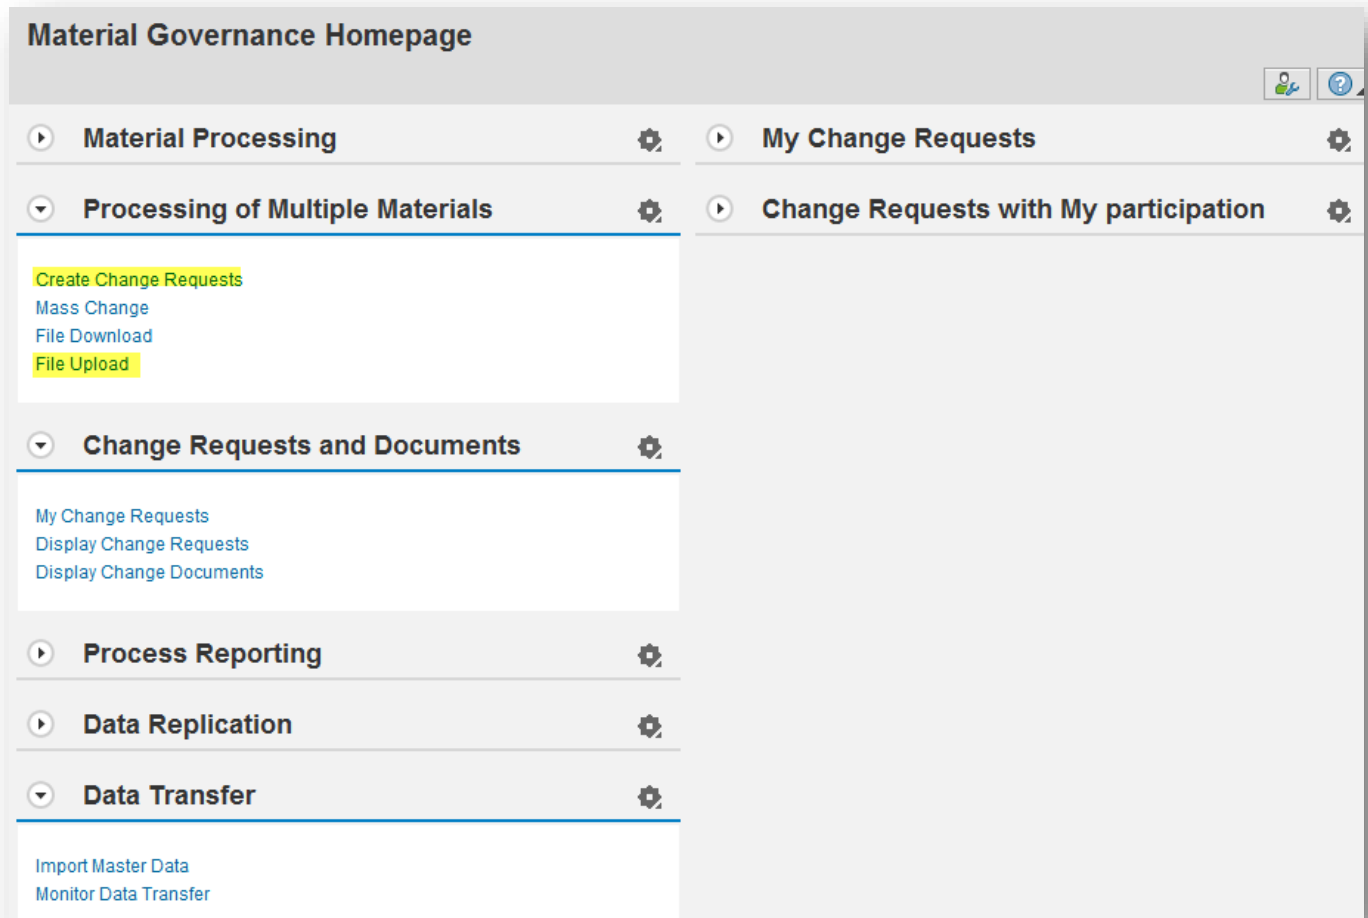 Material Governance Homepage
Material Processing
Processing of Multiple Materials
Create Change Requests
Mass Change
File Download
File Upload
Change Requests and Documents
My Change Requests
Display Change Requests
Display Change Documents
Process Reporting
Data Replication
Data Transfer
Import Master Data
Monitor Data Transfer
My Change Requests
Change Requests with My participation